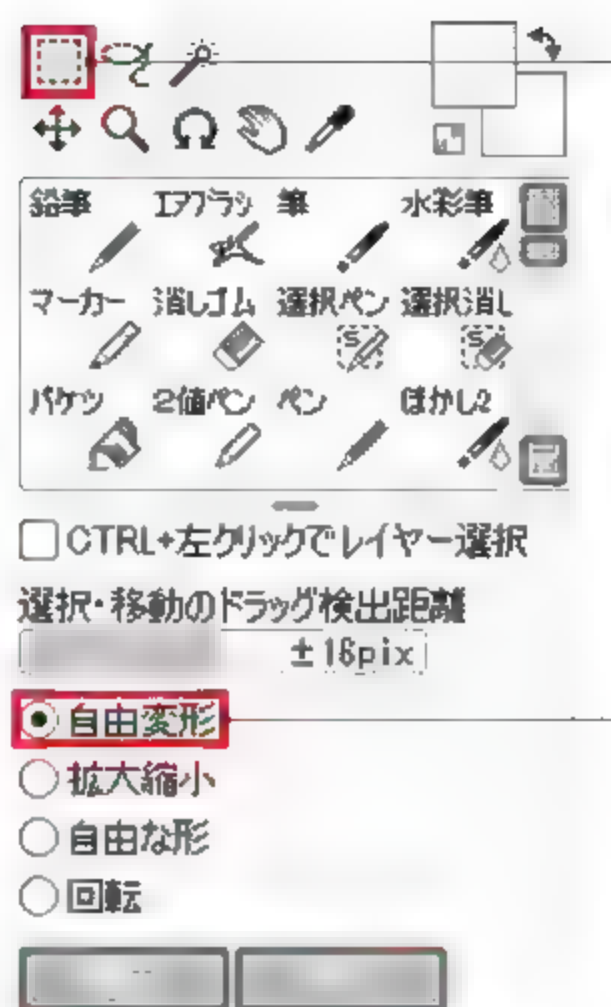 鉛筆 エアブラシ 筆 水彩筆
マーカー 消しゴム 選択ペン 選択消し
バケツ 2値ペン ペン ぼかし2
CTRL+左クリックでレイヤー選択
選択・移動のドラッグ検出距離
±16pix
自由変形
拡大縮小
自由な形
回転